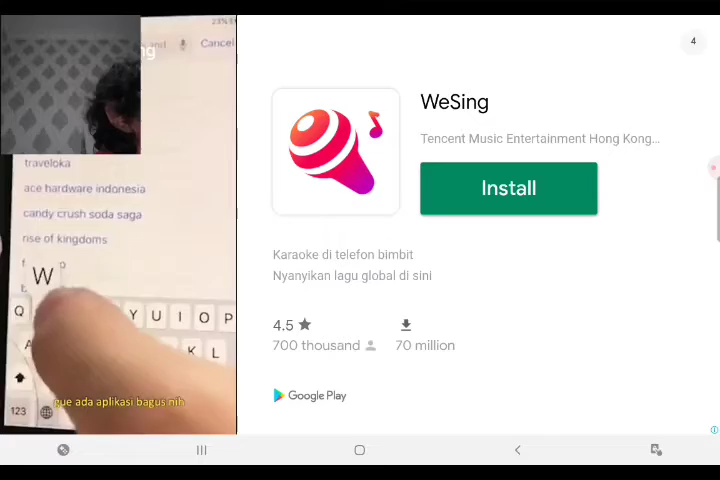 23%
Cancel
traveloka
ace hardware indonesia
candy crush soda saga
rise of kingdoms
W
Q
Y U I O P
K L
123
gue ada aplikasi bagus nih
4
WeSing
Tencent Music Entertainment Hong Kong...
Install
Karaoke di telefon bimbit
Nyanyikan lagu global di sini
4.5
700 thousand
70 million
Google Play